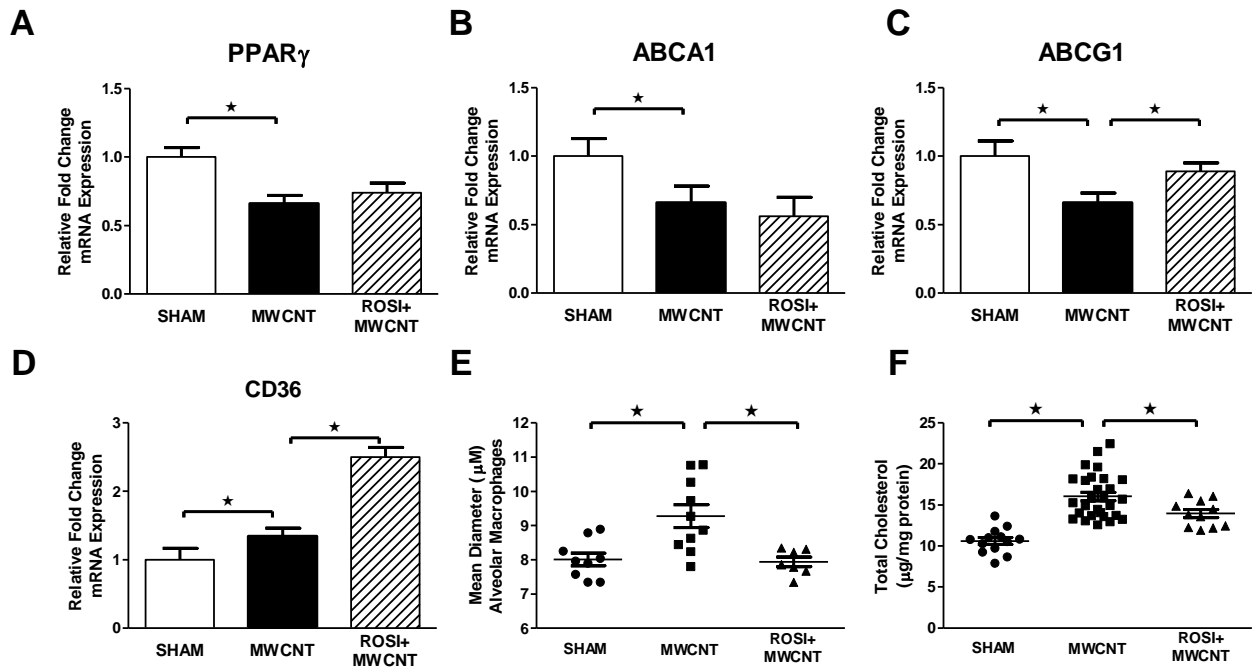 A
PPARγ
Relative Fold Change
mRNA Expression
1.5
1.0
0.5
0.0
★
SHAM
MWCNT
ROSI+
MWCNT
B
ABCA1
Relative Fold Change
mRNA Expression
1.5
1.0
0.5
0.0
★
SHAM
MWCNT
ROSI+
MWCNT
C
ABCG1
Relative Fold Change
mRNA Expression
1.5
1.0
0.5
0.0
★
★
SHAM
MWCNT
ROSI+
MWCNT
D
CD36
Relative Fold Change
mRNA Expression
3
2
1
0
★
★
SHAM
MWCNT
ROSI+
MWCNT
E
Mean Diameter (μM)
Alveolar Macrophages
12
11
10
9
8
7
6
★
★
SHAM
MWCNT
ROSI+
MWCNT
F
Total Cholesterol
(μg/mg protein)
25
20
15
10
5
0
★
★
SHAM
MWCNT
ROSI+
MWCNT